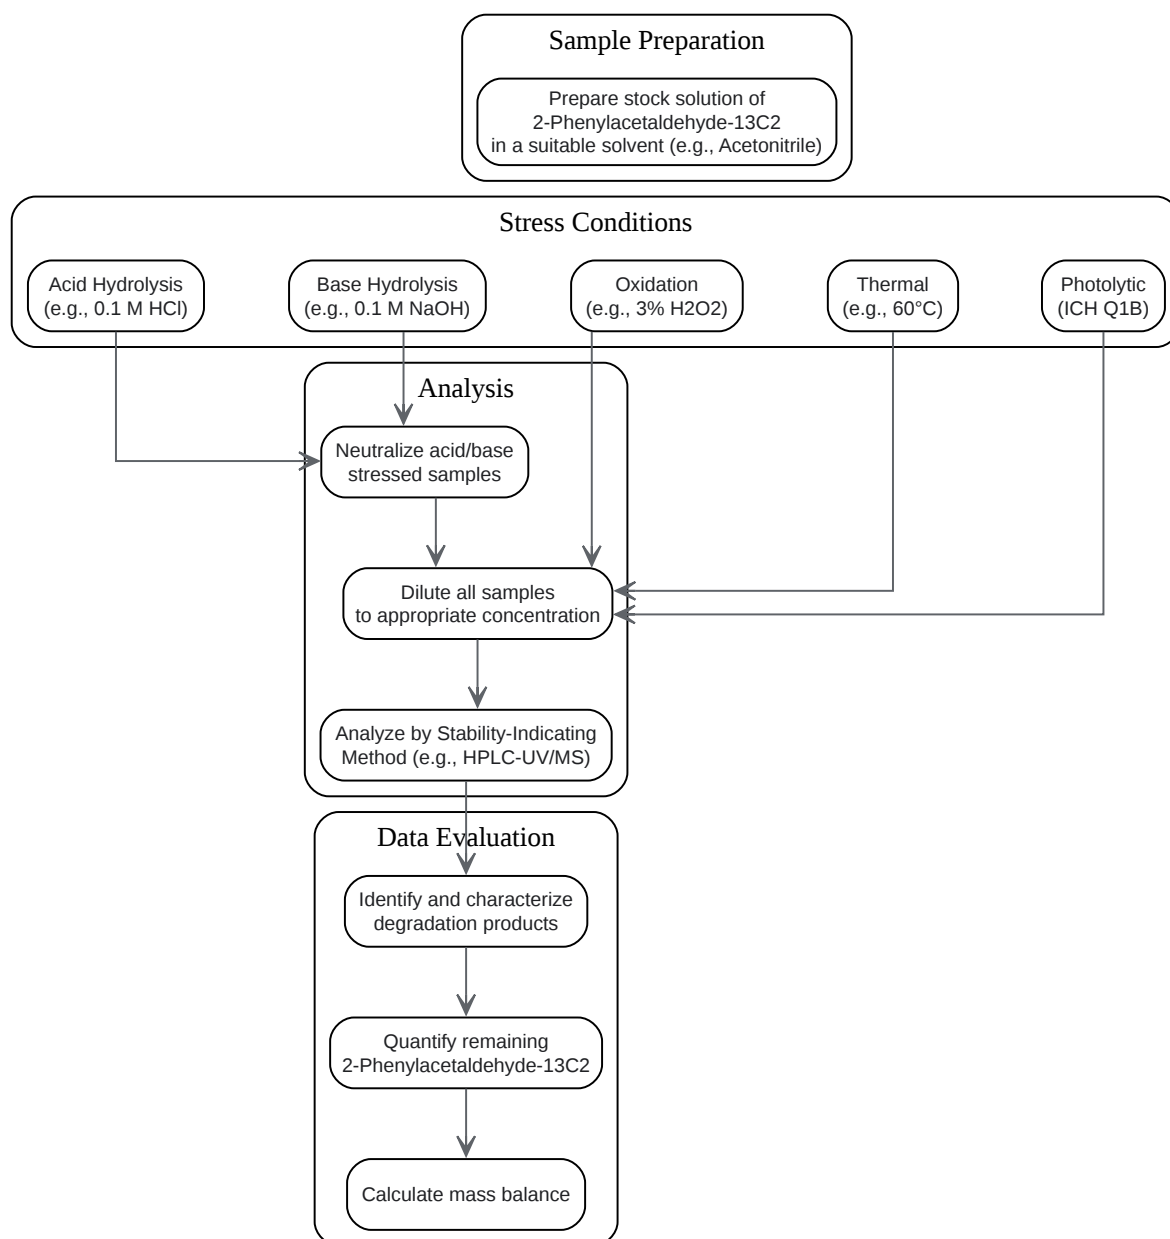 Sample Preparation
Prepare stock solution of
2-Phenylacetaldehyde-13C2
in a suitable solvent (e.g., Acetonitrile)
Stress Conditions
Acid Hydrolysis
(e.g., 0.1 M HCl)
Base Hydrolysis
(e.g., 0.1 M NaOH)
Oxidation
(e.g., 3% H2O2)
Thermal
(e.g., 60°C)
Photolytic
(ICH Q1B)
Analysis
Neutralize acid/base
stressed samples
Dilute all samples
to appropriate concentration
Analyze by Stability-Indicating
Method (e.g., HPLC-UV/MS)
Data Evaluation
Identify and characterize
degradation products
Quantify remaining
2-Phenylacetaldehyde-13C2
Calculate mass balance